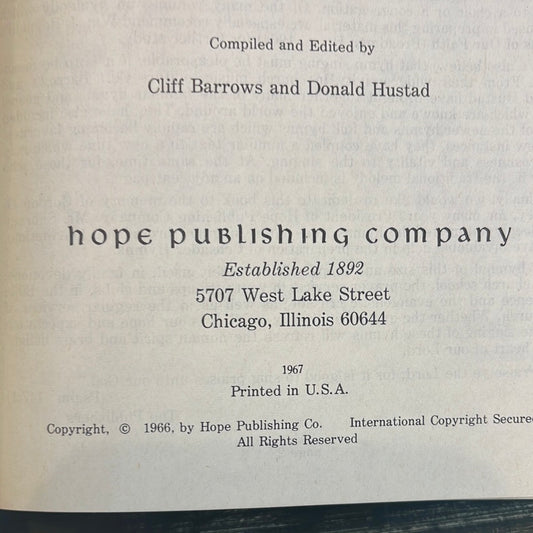 Compiled and Edited by
Cliff Barrows and Donald Hustad
hope publishing company
Established 1892
5707 West Lake Street
Chicago, Illinois 60644
1967
Printed in U.S.A.
Copyright, © 1966, by Hope Publishing Co. International Copyright Secured
All Rights Reserved